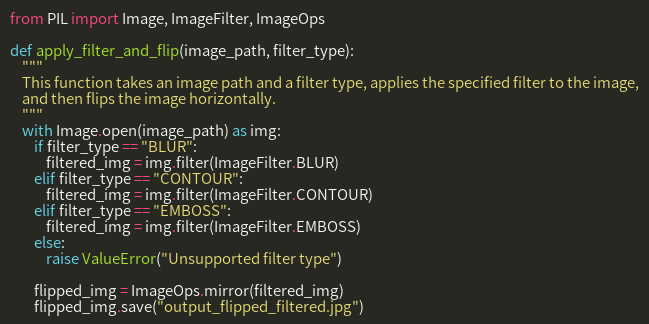 from PIL import Image, ImageFilter, ImageOps

def apply_filter_and_flip(image_path, filter_type):
    """
    This function takes an image path and a filter type, applies the specified filter to the image,
    and then flips the image horizontally.
    """
    with Image.open(image_path) as img:
        if filter_type == "BLUR":
            filtered_img = img.filter(ImageFilter.BLUR)
        elif filter_type == "CONTOUR":
            filtered_img = img.filter(ImageFilter.CONTOUR)
        elif filter_type == "EMBOSS":
            filtered_img = img.filter(ImageFilter.EMBOSS)
        else:
            raise ValueError("Unsupported filter type")

        flipped_img = ImageOps.mirror(filtered_img)
        flipped_img.save("output_flipped_filtered.jpg")